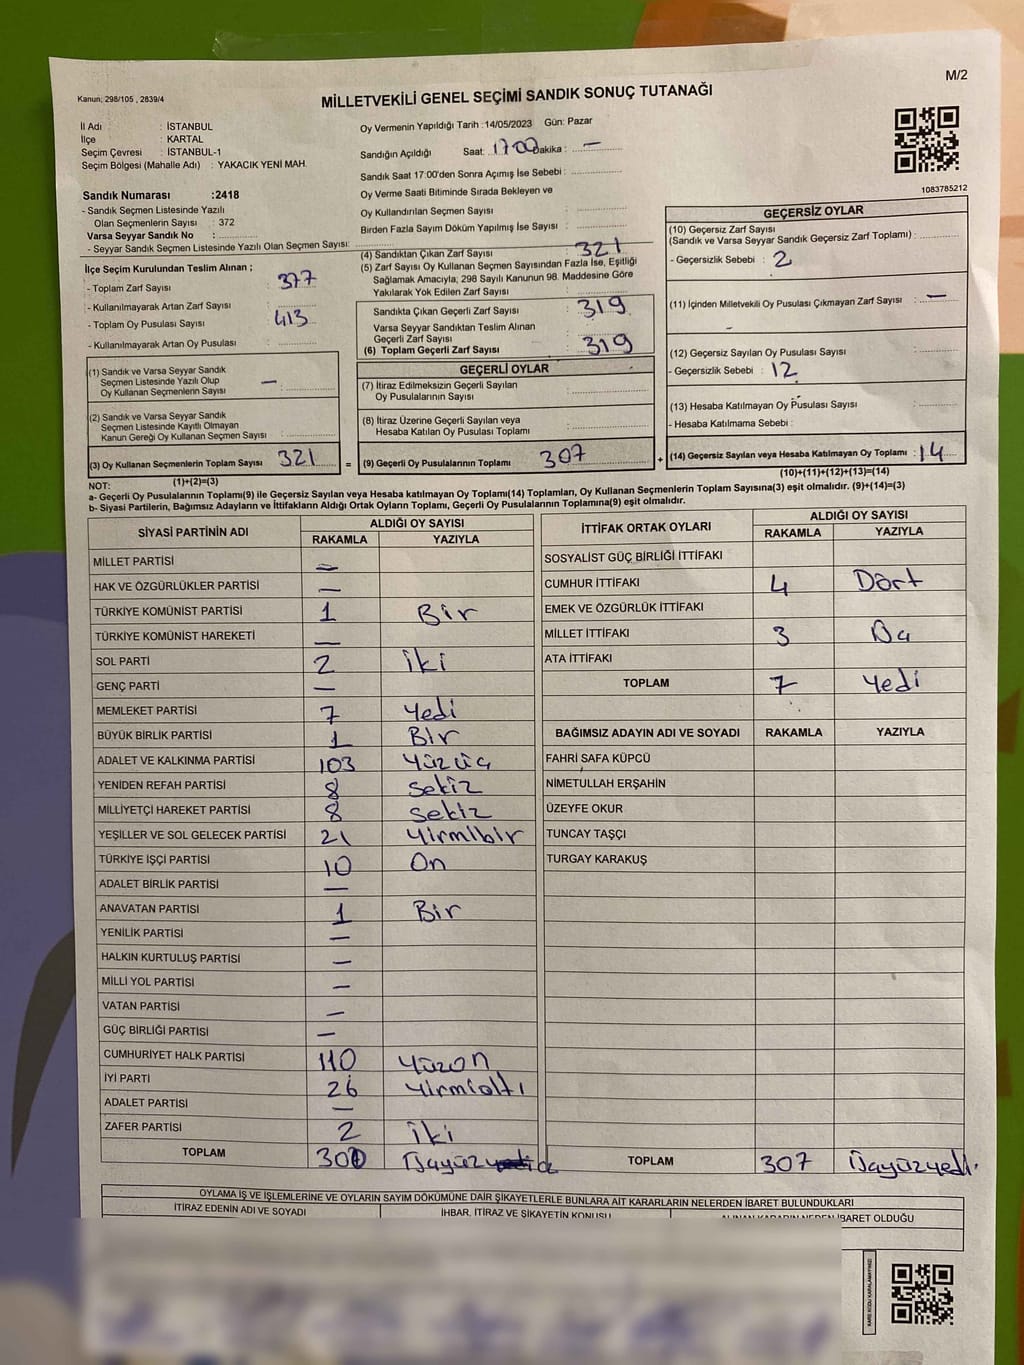 M/2
Kanun; 298/105 , 2839/4
MİLLETVEKİLİ GENEL SEÇİMİ SANDIK SONUÇ TUTANAĞI
İl Adı : İSTANBUL
İlçe : KARTAL
Seçim Çevresi : İSTANBUL-1
Seçim Bölgesi (Mahalle Adı) : YAKACIK YENİ MAH.
Oy Vermenin Yapıldığı Tarih :14/05/2023 Gün: Pazar
Sandığın Açıldığı Saat: 1700 Dakika : —
Sandık Saat 17:00'den Sonra Açımış İse Sebebi :
Oy Verme Saati Bitiminde Sırada Bekleyen ve
Oy Kullandırılan Seçmen Sayısı :
Birden Fazla Sayım Döküm Yapılmış İse Sayısı :
1083785212
Sandık Numarası :2418
- Sandık Seçmen Listesinde Yazılı
Olan Seçmenlerin Sayısı : 372
Varsa Seyyar Sandık No :
- Seyyar Sandık Seçmen Listesinde Yazılı Olan Seçmen Sayısı:
İlçe Seçim Kurulundan Teslim Alınan ;
- Toplam Zarf Sayısı : 377
- Kullanılmayarak Artan Zarf Sayısı :
- Toplam Oy Pusulası Sayısı : 413
- Kullanılmayarak Artan Oy Pusulası :
(1) Sandık ve Varsa Seyyar Sandık
Seçmen Listesinde Yazılı Olup
Oy Kullanan Seçmenlerin Sayısı — :
(2) Sandık ve Varsa Seyyar Sandık
Seçmen Listesinde Kayıtlı Olmayan
Kanun Gereği Oy Kullanan Seçmen Sayısı :
(3) Oy Kullanan Seçmenlerin Toplam Sayısı : 321
(1)+(2)=(3)
(4) Sandıktan Çıkan Zarf Sayısı : 321
(5) Zarf Sayısı Oy Kullanan Seçmen Sayısından Fazla İse, Eşitliği
Sağlamak Amacıyla; 298 Sayılı Kanunun 98. Maddesine Göre
Yakılarak Yok Edilen Zarf Sayısı :
Sandıkta Çıkan Geçerli Zarf Sayısı : 319
Varsa Seyyar Sandıktan Teslim Alınan
Geçerli Zarf Sayısı :
(6) Toplam Geçerli Zarf Sayısı : 319
GEÇERLİ OYLAR
(7) İtiraz Edilmeksizin Geçerli Sayılan
Oy Pusulalarının Sayısı :
(8) İtiraz Üzerine Geçerli Sayılan veya
Hesaba Katılan Oy Pusulası Toplamı :
= (9) Geçerli Oy Pusulalarının Toplamı : 307 +
GEÇERSİZ OYLAR
(10) Geçersiz Zarf Sayısı
(Sandık ve Varsa Seyyar Sandık Geçersiz Zarf Toplamı) :
- Geçersizlik Sebebi : 2
(11) İçinden Milletvekili Oy Pusulası Çıkmayan Zarf Sayısı : —
(12) Geçersiz Sayılan Oy Pusulası Sayısı :
- Geçersizlik Sebebi : 12
(13) Hesaba Katılmayan Oy Pusulası Sayısı :
- Hesaba Katılmama Sebebi :
(14) Geçersiz Sayılan veya Hesaba Katılmayan Oy Toplamı : 14
(10)+(11)+(12)+(13)=(14)
NOT:
a- Geçerli Oy Pusulalarının Toplamı(9) ile Geçersiz Sayılan veya Hesaba katılmayan Oy Toplamı(14) Toplamları, Oy Kullanan Seçmenlerin Toplam Sayısına(3) eşit olmalıdır. (9)+(14)=(3)
b- Siyasi Partilerin, Bağımsız Adayların ve İttifakların Aldığı Ortak Oyların Toplamı, Geçerli Oy Pusulalarının Toplamına(9) eşit olmalıdır.
SİYASİ PARTİNİN ADI ALDIĞI OY SAYISI
RAKAMLA YAZIYLA
MİLLET PARTİSİ —
HAK VE ÖZGÜRLÜKLER PARTİSİ —
TÜRKİYE KOMÜNİST PARTİSİ 1 Bir
TÜRKİYE KOMÜNİST HAREKETİ —
SOL PARTİ 2 iki
GENÇ PARTİ —
MEMLEKET PARTİSİ 7 Yedi
BÜYÜK BİRLİK PARTİSİ 1 Bir
ADALET VE KALKINMA PARTİSİ 103 Yüzüç
YENİDEN REFAH PARTİSİ 8 Sekiz
MİLLİYETÇİ HAREKET PARTİSİ 8 Sekiz
YEŞİLLER VE SOL GELECEK PARTİSİ 21 Yirmibir
TÜRKİYE İŞÇİ PARTİSİ 10 On
ADALET BİRLİK PARTİSİ —
ANAVATAN PARTİSİ 1 Bir
YENİLİK PARTİSİ —
HALKIN KURTULUŞ PARTİSİ —
MİLLİ YOL PARTİSİ —
VATAN PARTİSİ —
GÜÇ BİRLİĞİ PARTİSİ —
CUMHURİYET HALK PARTİSİ 110 Yüzon
İYİ PARTİ 26 Yirmialtı
ADALET PARTİSİ —
ZAFER PARTİSİ 2 iki
TOPLAM 300
İTTİFAK ORTAK OYLARI ALDIĞI OY SAYISI
RAKAMLA YAZIYLA
SOSYALİST GÜÇ BİRLİĞİ İTTİFAKI
CUMHUR İTTİFAKI 4 Dört
EMEK VE ÖZGÜRLÜK İTTİFAKI
MİLLET İTTİFAKI 3 Üç
ATA İTTİFAKI
TOPLAM 7 Yedi
BAĞIMSIZ ADAYIN ADI VE SOYADI RAKAMLA YAZIYLA
FAHRİ SAFA KÜPCÜ
NİMETULLAH ERŞAHİN
ÜZEYFE OKUR
TUNCAY TAŞÇI
TURGAY KARAKUŞ
TOPLAM 307 Üçyüzyedi
OYLAMA İŞ VE İŞLEMLERİNE VE OYLARIN SAYIM DÖKÜMÜNE DAİR ŞİKAYETLERLE BUNLARA AİT KARARLARIN NELERDEN İBARET BULUNDUKLARI
İTİRAZ EDENİN ADI VE SOYADI İHBAR, İTİRAZ VE ŞİKAYETİN KONUSU ALINAN KARARIN NEDEN İBARET OLDUĞU
KARE KODU KARALAMAYINIZ!